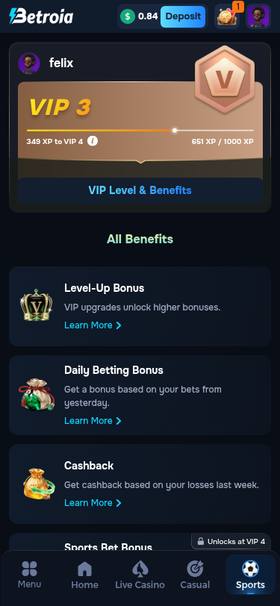 Betroia
$ 0.84 Deposit
1
felix
V
VIP 3
349 XP to VIP 4 i
651 XP / 1000 XP
VIP Level & Benefits
All Benefits
Level-Up Bonus
VIP upgrades unlock higher bonuses.
Learn More
Daily Betting Bonus
Get a bonus based on your bets from
yesterday.
Learn More
Cashback
Get cashback based on your losses last week.
Learn More
Unlocks at VIP 4
Sports Bet Bonus
Menu
Home
Live Casino
Casual
Sports